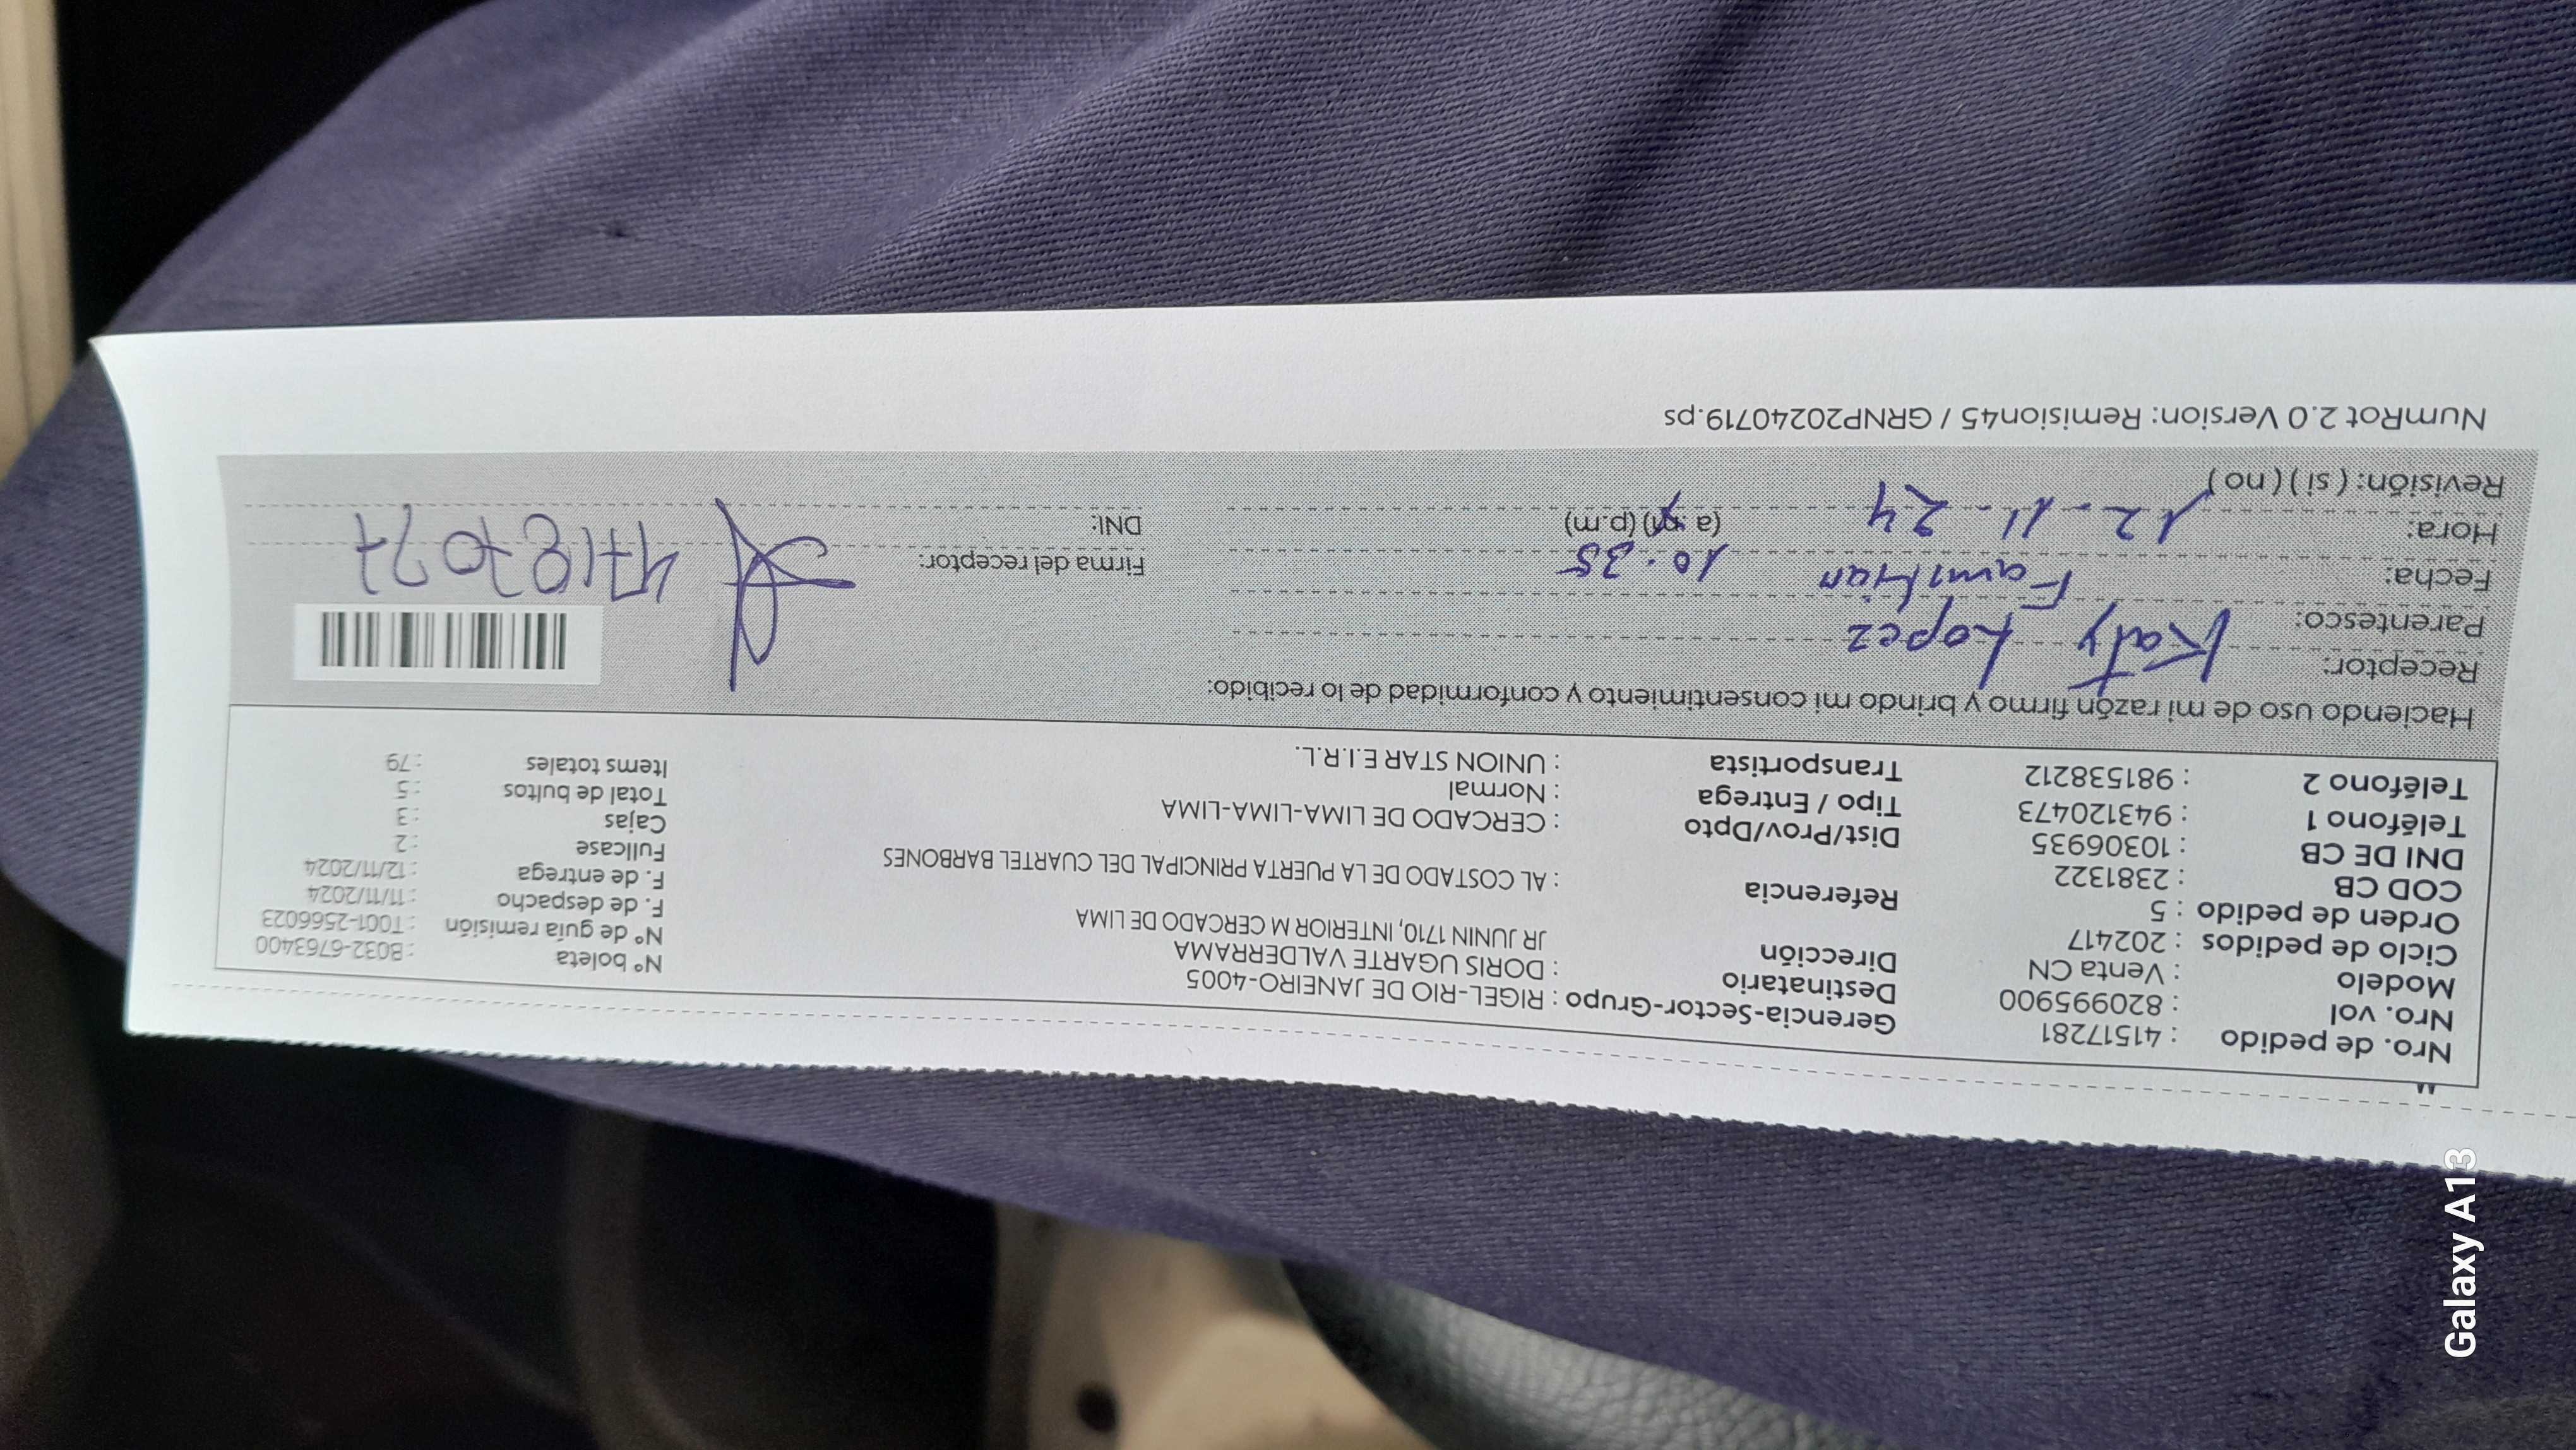 Nro. de pedido : 41517281
Nro. vol : 820995900
Modelo : Venta CN
Ciclo de pedidos : 202417
Orden de pedido : 5
COD CB : 2381322
DNI DE CB : 10306935
Teléfono 1 : 943120473
Teléfono 2 : 981538212
Gerencia-Sector-Grupo : RIGEL-RIO DE JANEIRO-4005
Destinatario : DORIS UGARTE VALDERRAMA
Dirección JR JUNIN 1710, INTERIOR M CERCADO DE LIMA
Referencia : AL COSTADO DE LA PUERTA PRINCIPAL DEL CUARTEL BARBONES
Dist/Prov/Dpto : CERCADO DE LIMA-LIMA-LIMA
Tipo / Entrega : Normal
Transportista : UNION STAR E.I.R.L.
Nº boleta : B032-6763400
Nº de guía remisión : T001-2566023
F. de despacho : 11/11/2024
F. de entrega : 12/11/2024
Fullcase : 2
Cajas : 3
Total de bultos : 5
Items totales : 79
Haciendo uso de mi razón firmo y brindo mi consentimiento y conformidad de lo recibido:
Receptor: Katy Lopez
Parentesco: Familiar
Fecha: 10:35
Hora: 12-11-24 (a.m) (p.m)
Revisión: ( si ) ( no )
Firma del receptor:
DNI:
NumRot 2.0 Version: Remision45 / GRNP20240719.ps
Galaxy A13